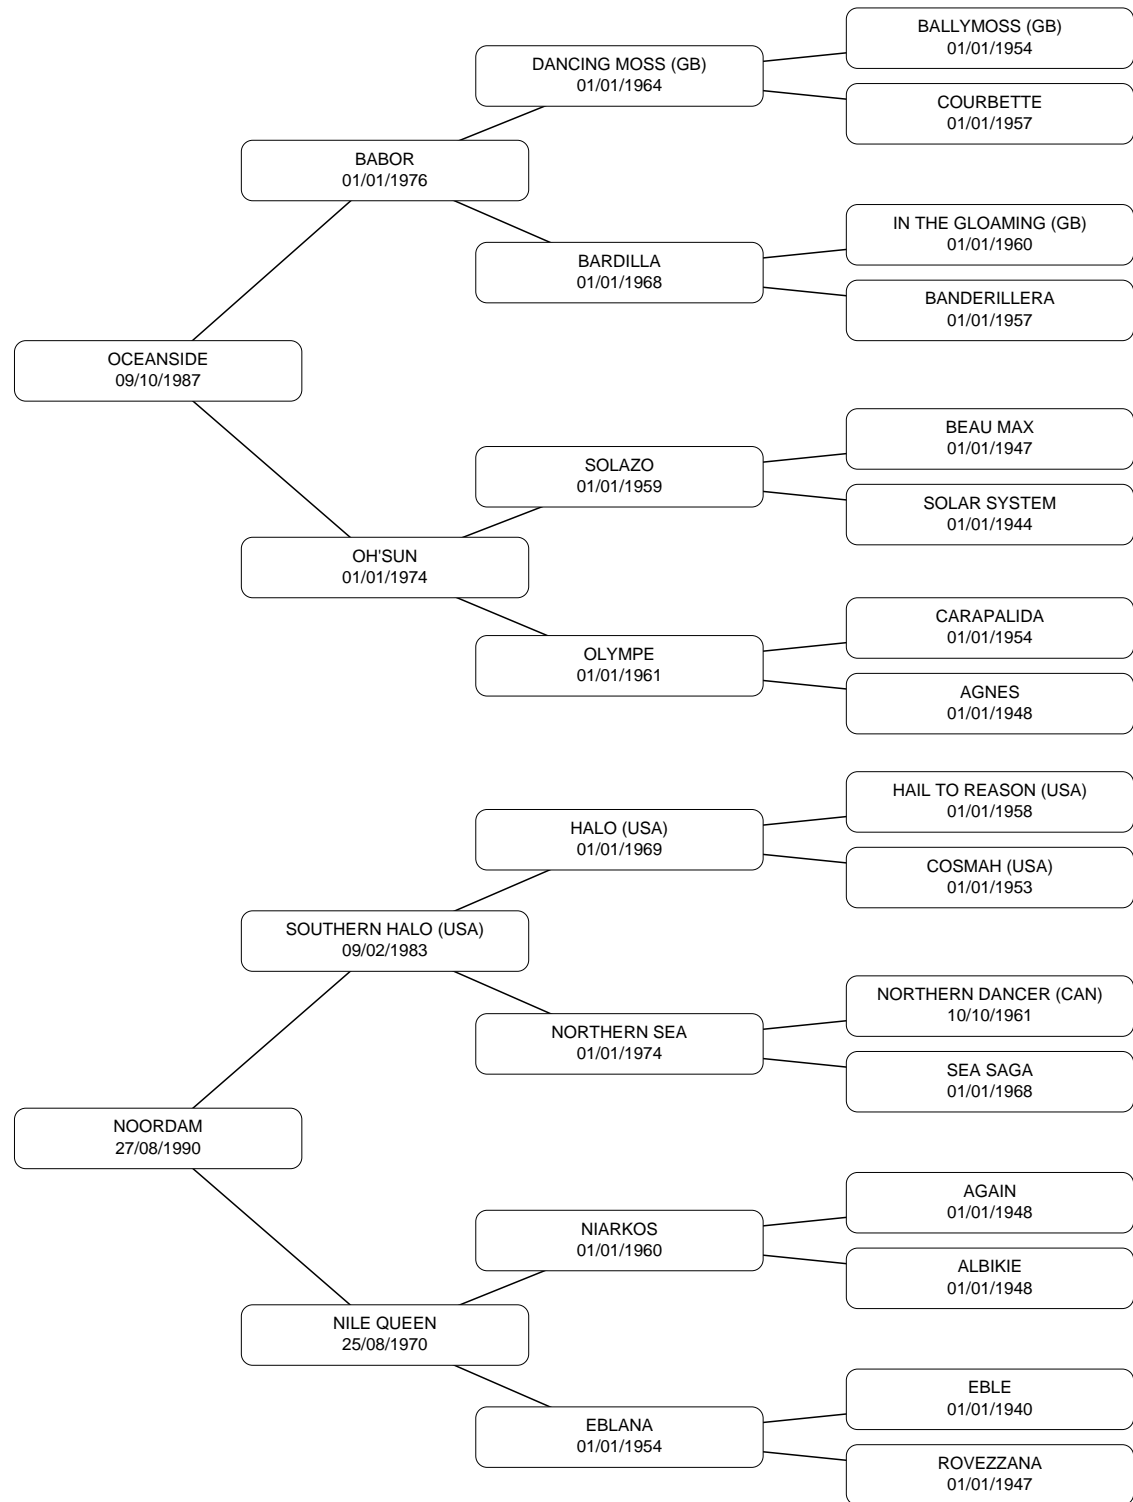 BALLYMOSS (GB)
01/01/1954
DANCING MOSS (GB)
01/01/1964
COURBETTE
01/01/1957
BABOR
01/01/1976
IN THE GLOAMING (GB)
01/01/1960
BARDILLA
01/01/1968
BANDERILLERA
01/01/1957
OCEANSIDE
09/10/1987
BEAU MAX
01/01/1947
SOLAZO
01/01/1959
SOLAR SYSTEM
01/01/1944
OH'SUN
01/01/1974
CARAPALIDA
01/01/1954
OLYMPE
01/01/1961
AGNES
01/01/1948
HAIL TO REASON (USA)
01/01/1958
HALO (USA)
01/01/1969
COSMAH (USA)
01/01/1953
SOUTHERN HALO (USA)
09/02/1983
NORTHERN DANCER (CAN)
10/10/1961
NORTHERN SEA
01/01/1974
SEA SAGA
01/01/1968
NOORDAM
27/08/1990
AGAIN
01/01/1948
NIARKOS
01/01/1960
ALBIKIE
01/01/1948
NILE QUEEN
25/08/1970
EBLE
01/01/1940
EBLANA
01/01/1954
ROVEZZANA
01/01/1947